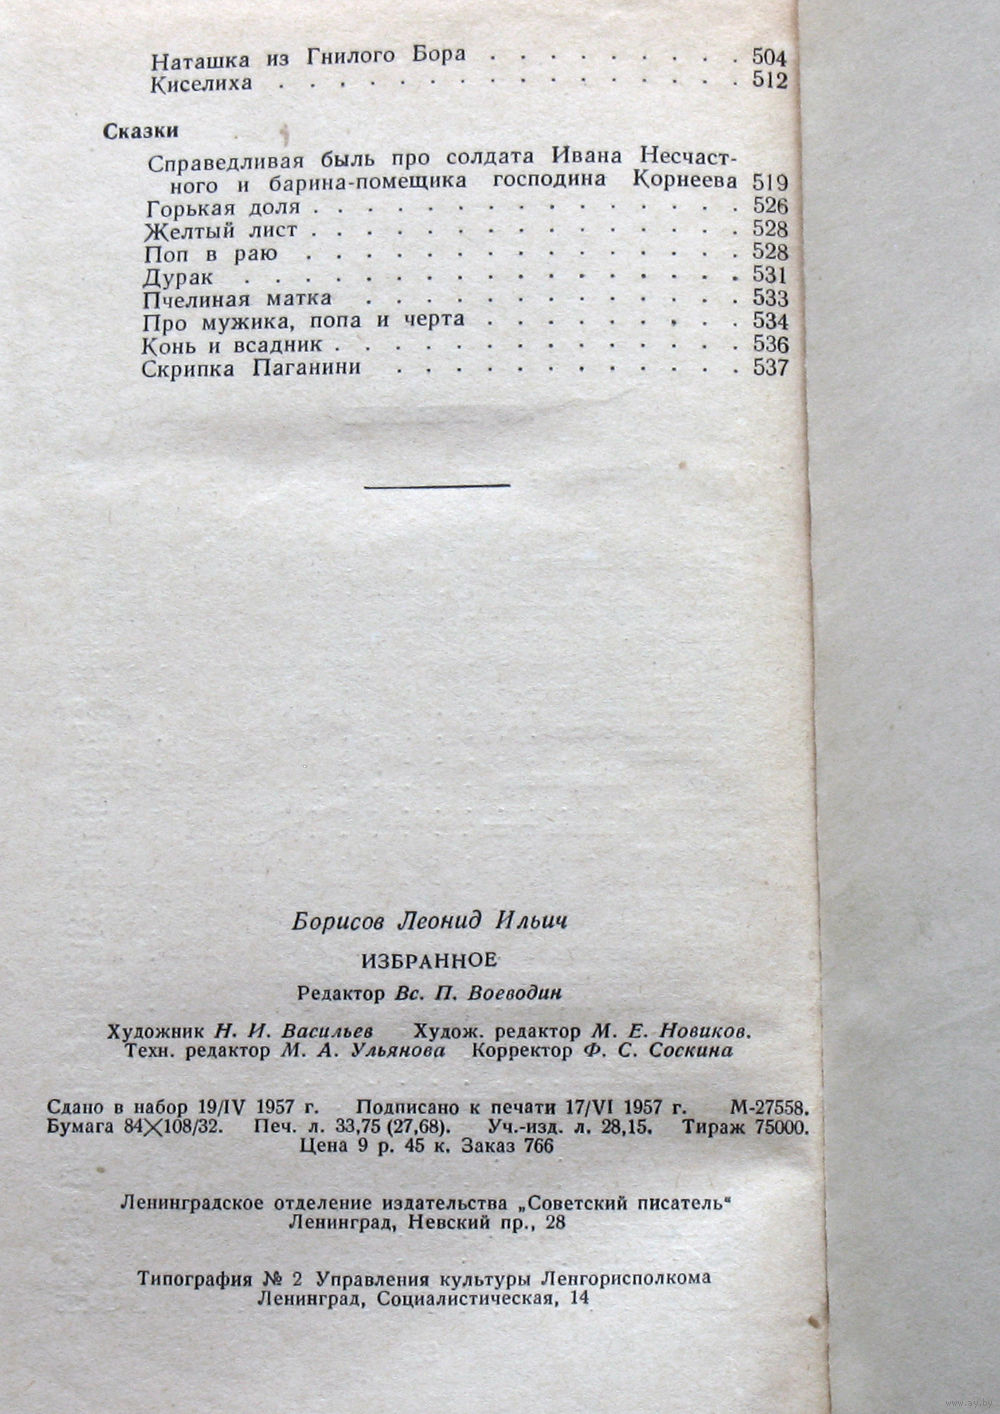 Наташка из Гнилого Бора . . . . . . . . . 504
Киселиха . . . . . . . . . . . . . . . . 512
Сказки
Справедливая быль про солдата Ивана Несчаст-
ного и барина-помещика господина Корнеева 519
Горькая доля . . . . . . . . . . . . . . . 526
Желтый лист . . . . . . . . . . . . . . . 528
Поп в раю . . . . . . . . . . . . . . . 528
Дурак . . . . . . . . . . . . . . . . . 531
Пчелиная матка . . . . . . . . . . . . . 533
Про мужика, попа и черта . . . . . . . . . 534
Конь и всадник . . . . . . . . . . . . . . 536
Скрипка Паганини . . . . . . . . . . . . 537
Борисов Леонид Ильич
ИЗБРАННОЕ
Редактор Вс. П. Воеводин
Художник Н. И. Васильев Худож. редактор М. Е. Новиков.
Техн. редактор М. А. Ульянова Корректор Ф. С. Соскина
Сдано в набор 19/IV 1957 г. Подписано к печати 17/VI 1957 г. М-27558.
Бумага 84×108/32. Печ. л. 33,75 (27,68). Уч.-изд. л. 28,15. Тираж 75000.
Цена 9 р. 45 к. Заказ 766
Ленинградское отделение издательства „Советский писатель“
Ленинград, Невский пр., 28
Типография № 2 Управления культуры Ленгорисполкома
Ленинград, Социалистическая, 14
www.ay.by